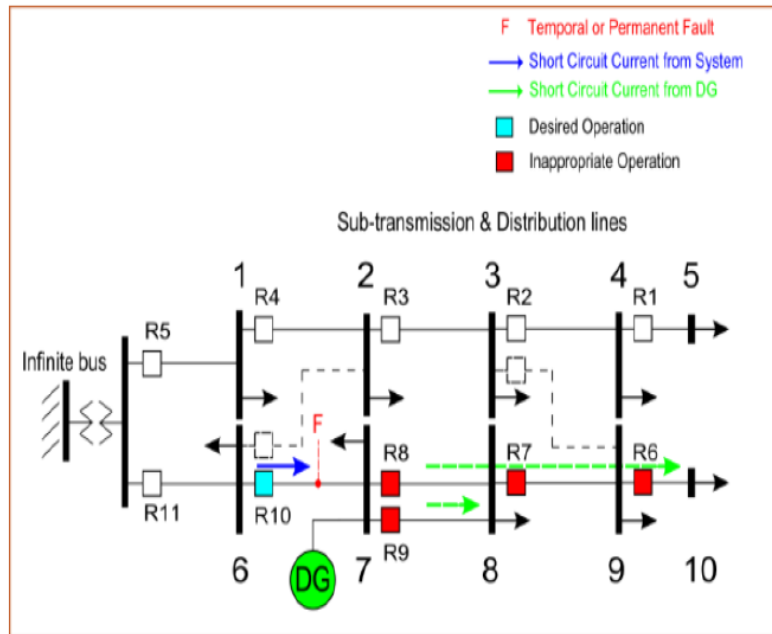 F Temporal or Permanent Fault
Short Circuit Current from System
Short Circuit Current from DG
Desired Operation
Inappropriate Operation
Sub-transmission & Distribution lines
1 2 3 4 5
R4 R3 R2 R1
R5
Infinite bus
F
R8 R7 R6
R11 R10
R9
6 7 8 9 10
DG